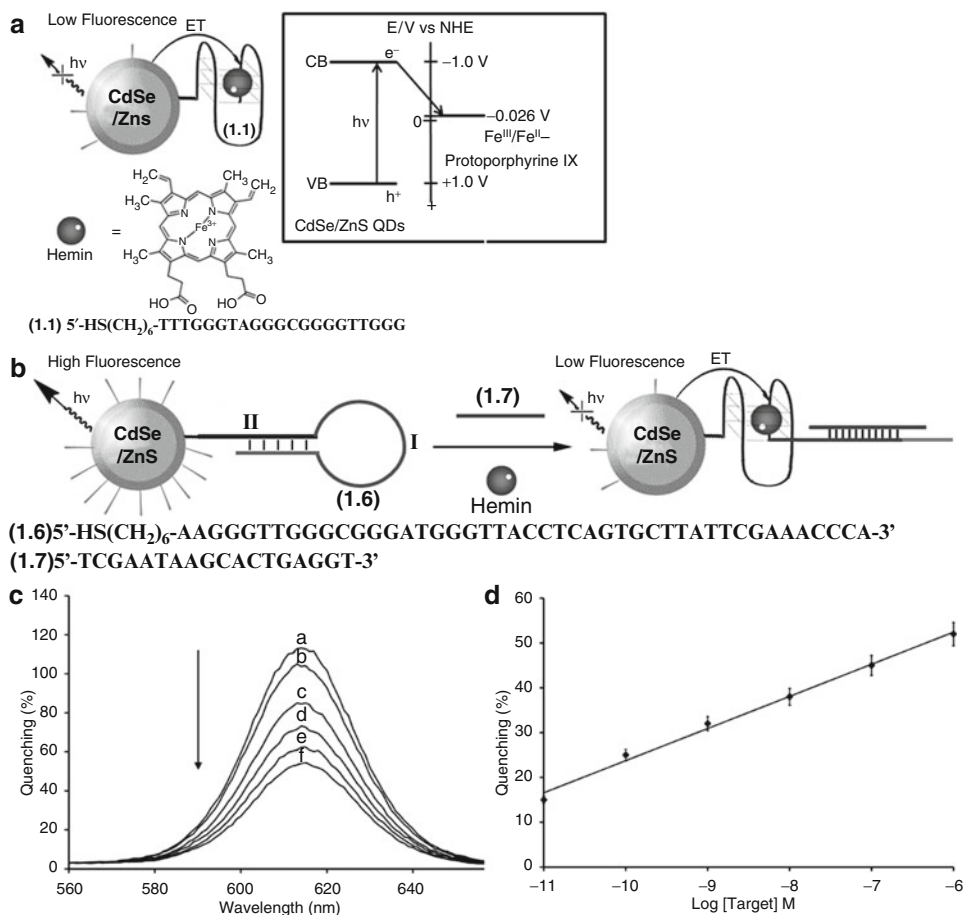 a
Low Fluorescence
ET
hν
CdSe
/Zns
(1.1)
E/V vs NHE
CB
e⁻
−1.0 V
hν
0
−0.026 V
Feᴵᴵᴵ/Feᴵᴵ–
Protoporphyrine IX
VB
h⁺
+1.0 V
+
CdSe/ZnS QDs
Hemin
=
H₂C
CH₃
CH₂
H₃C
N
N
Fe³⁺
N
N
H₃C
CH₃
HO
O
HO
O
(1.1) 5′-HS(CH₂)₆-TTTGGGTAGGGCGGGGTTGGG
b
High Fluorescence
hν
CdSe
/ZnS
II
I
(1.6)
(1.7)
Hemin
Low Fluorescence
ET
hν
CdSe
/ZnS
(1.6)5’-HS(CH₂)₆-AAGGGTTGGGCGGGATGGGTTACCTCAGTGCTTATTCGAAACCCA-3’
(1.7)5’-TCGAATAAGCACTGAGGT-3’
c
Quenching (%)
140
120
100
80
60
40
20
0
a
b
c
d
e
f
560
580
600
620
640
Wavelength (nm)
d
Quenching (%)
60
50
40
30
20
10
0
−11
−10
−9
−8
−7
−6
Log [Target] M